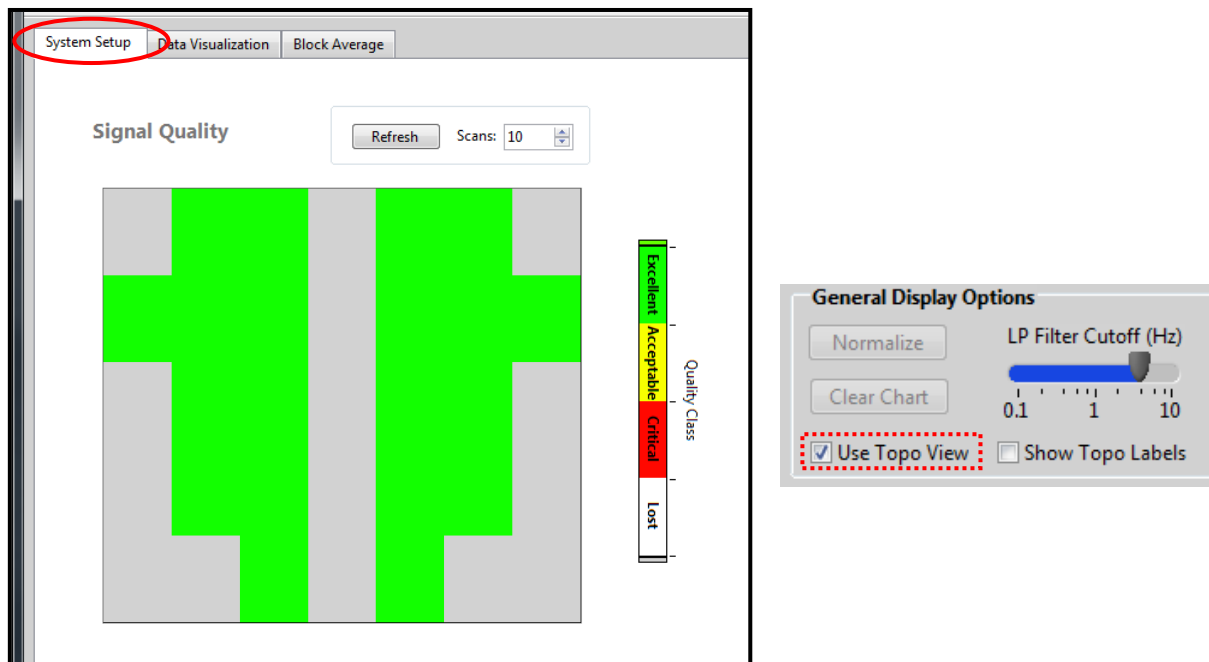 System Setup
Data Visualization
Block Average
Signal Quality
Refresh
Scans: 10
Excellent
Acceptable
Critical
Lost
Quality Class
General Display Options
Normalize
LP Filter Cutoff (Hz)
Clear Chart
0.1 1 10
Use Topo View
Show Topo Labels